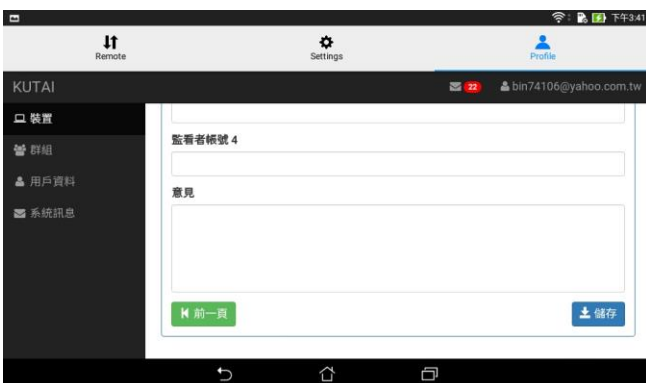 下午3:41
Remote
Settings
Profile
KUTAI
22
bin74106@yahoo.com.tw
裝置
群組
用戶資料
系統訊息
監看者帳號 4
意見
前一頁
儲存